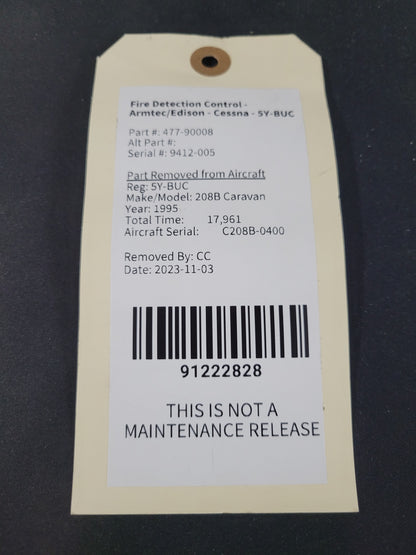 Fire Detection Control -
Armtec/Edison - Cessna - 5Y-BUC
Part #: 477-90008
Alt Part #:
Serial #: 9412-005
Part Removed from Aircraft
Reg: 5Y-BUC
Make/Model: 208B Caravan
Year: 1995
Total Time: 17,961
Aircraft Serial: C208B-0400
Removed By: CC
Date: 2023-11-03
91222828
THIS IS NOT A
MAINTENANCE RELEASE